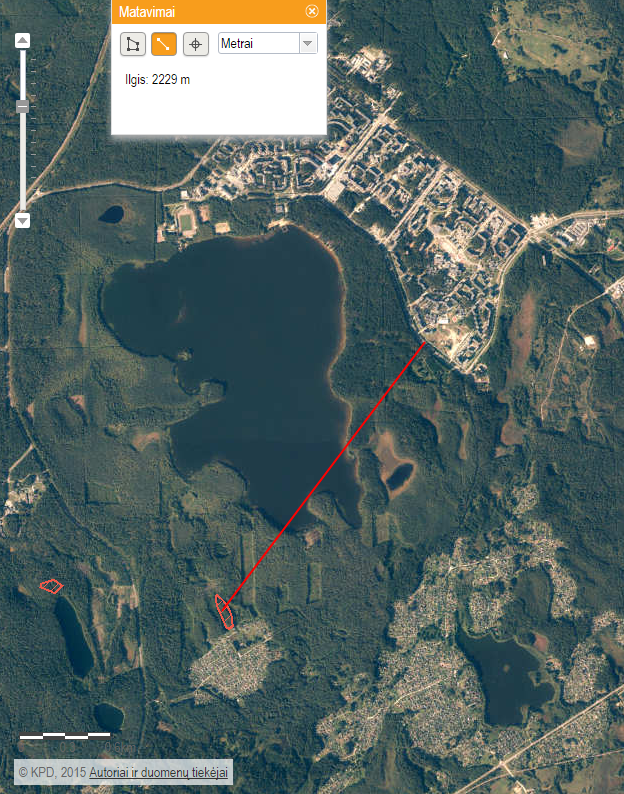 Matavimai
Metrai
Ilgis: 2229 m
© KPD, 2015 Autoriai ir duomenų tiekėjai